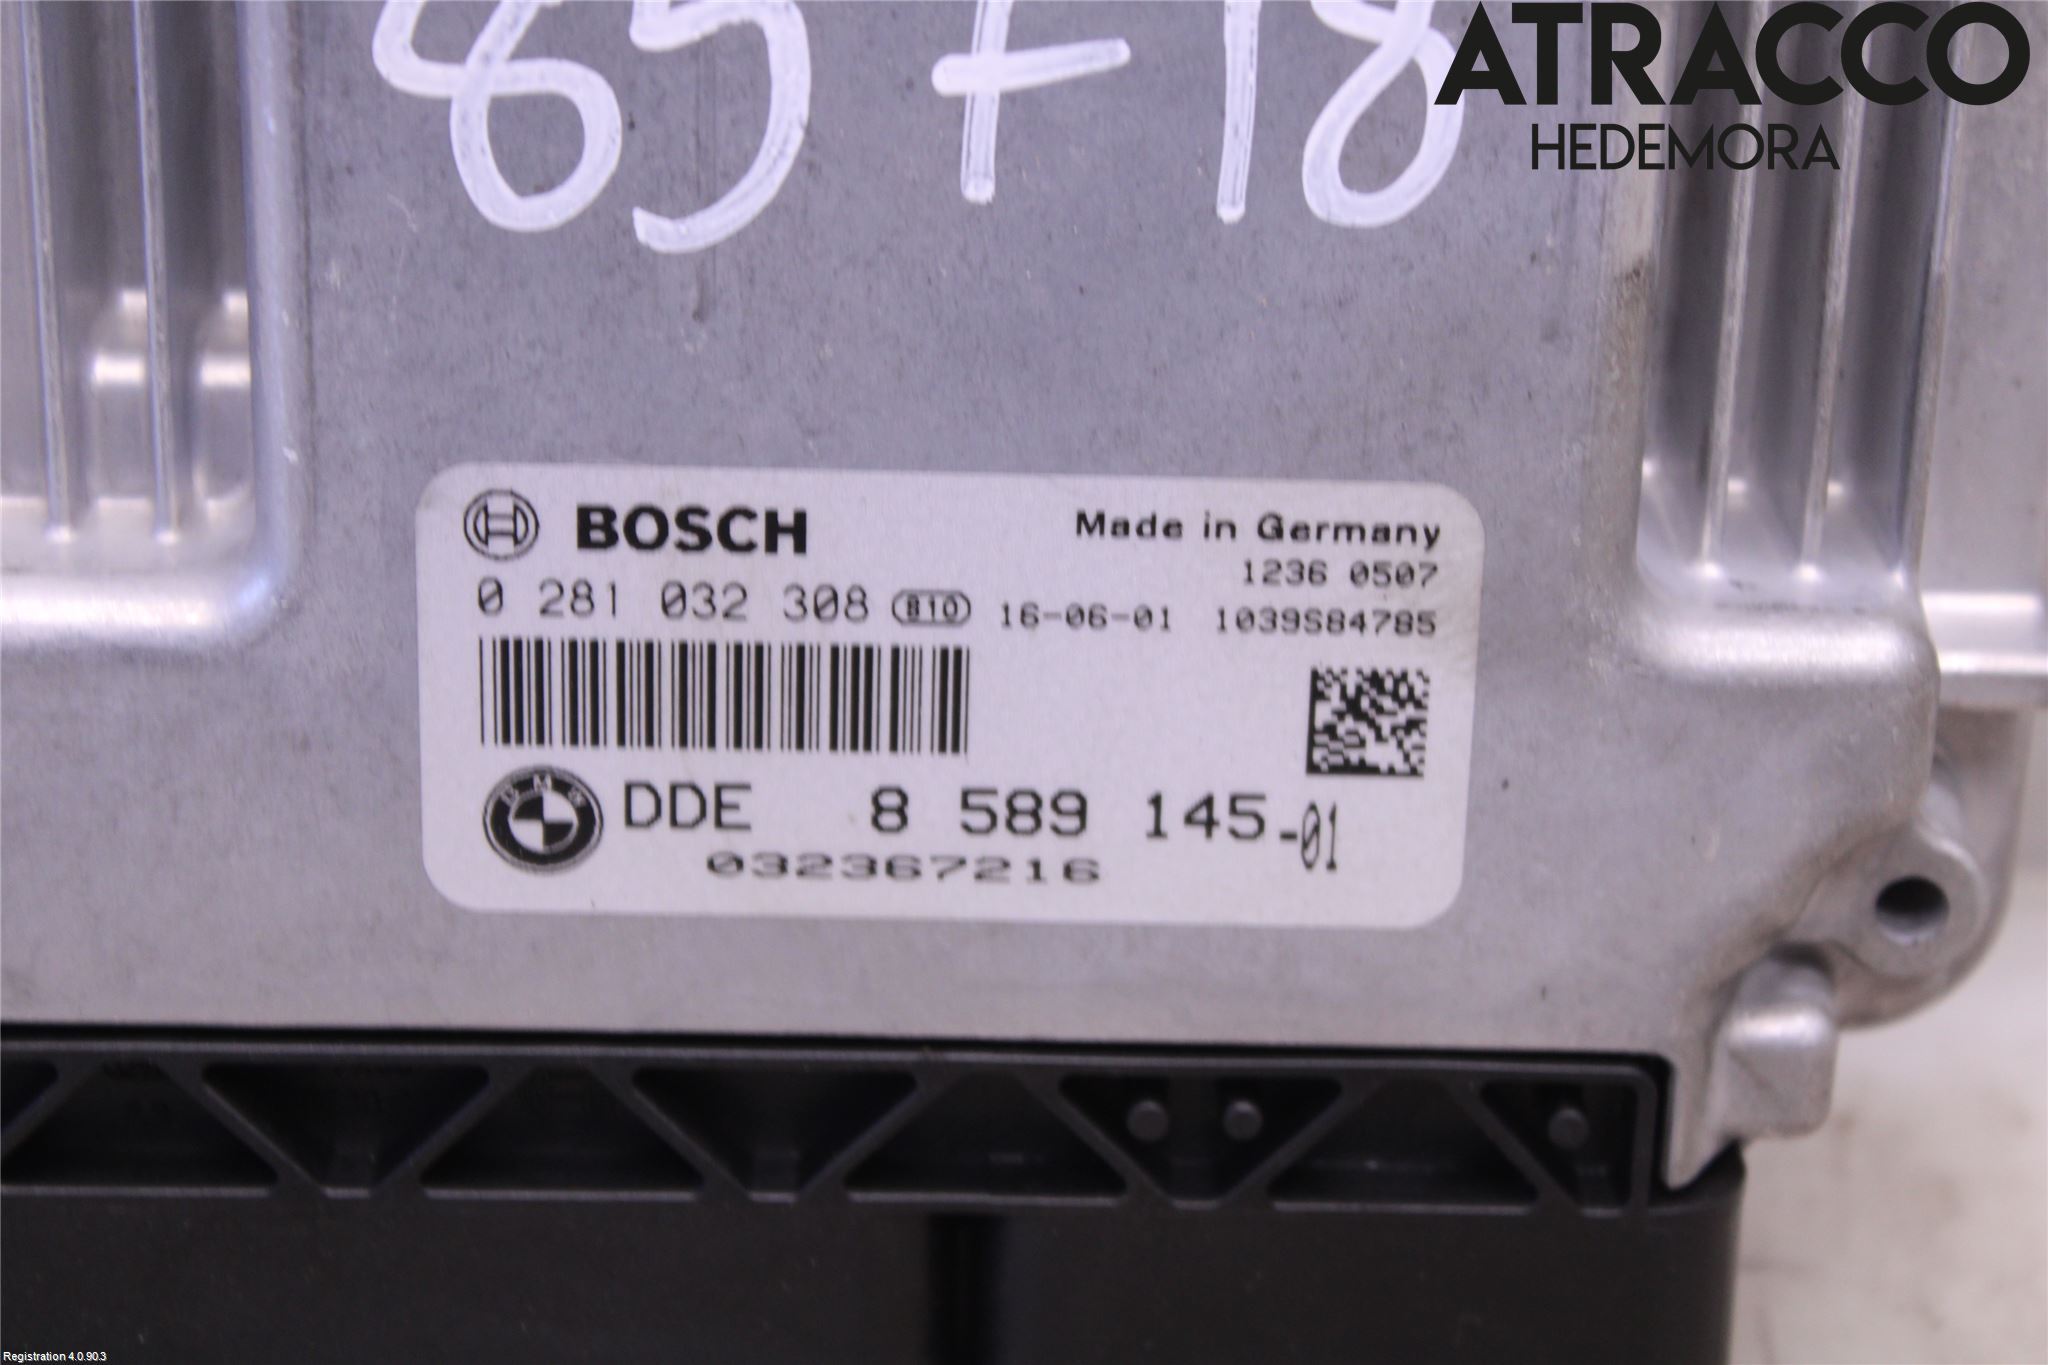 ATRACCO
HEDEMORA
BOSCH
Made in Germany
1236 0507
0 281 032 308 B10 16-06-01 1039S84785
BMW
DDE 8 589 145-01
032367216
Registration 4.0.90.3